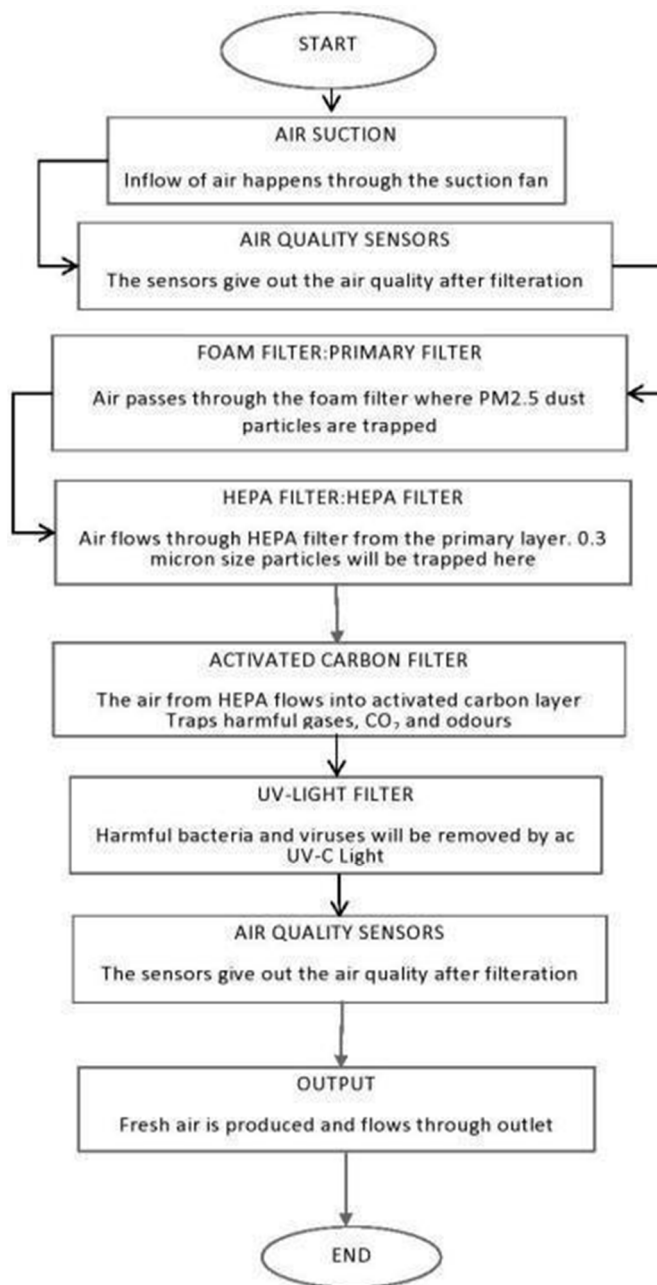 START
AIR SUCTION
Inflow of air happens through the suction fan
AIR QUALITY SENSORS
The sensors give out the air quality after filteration
FOAM FILTER:PRIMARY FILTER
Air passes through the foam filter where PM2.5 dust
particles are trapped
HEPA FILTER:HEPA FILTER
Air flows through HEPA filter from the primary layer. 0.3
micron size particles will be trapped here
ACTIVATED CARBON FILTER
The air from HEPA flows into activated carbon layer
Traps harmful gases, CO₂ and odours
UV-LIGHT FILTER
Harmful bacteria and viruses will be removed by ac
UV-C Light
AIR QUALITY SENSORS
The sensors give out the air quality after filteration
OUTPUT
Fresh air is produced and flows through outlet
END